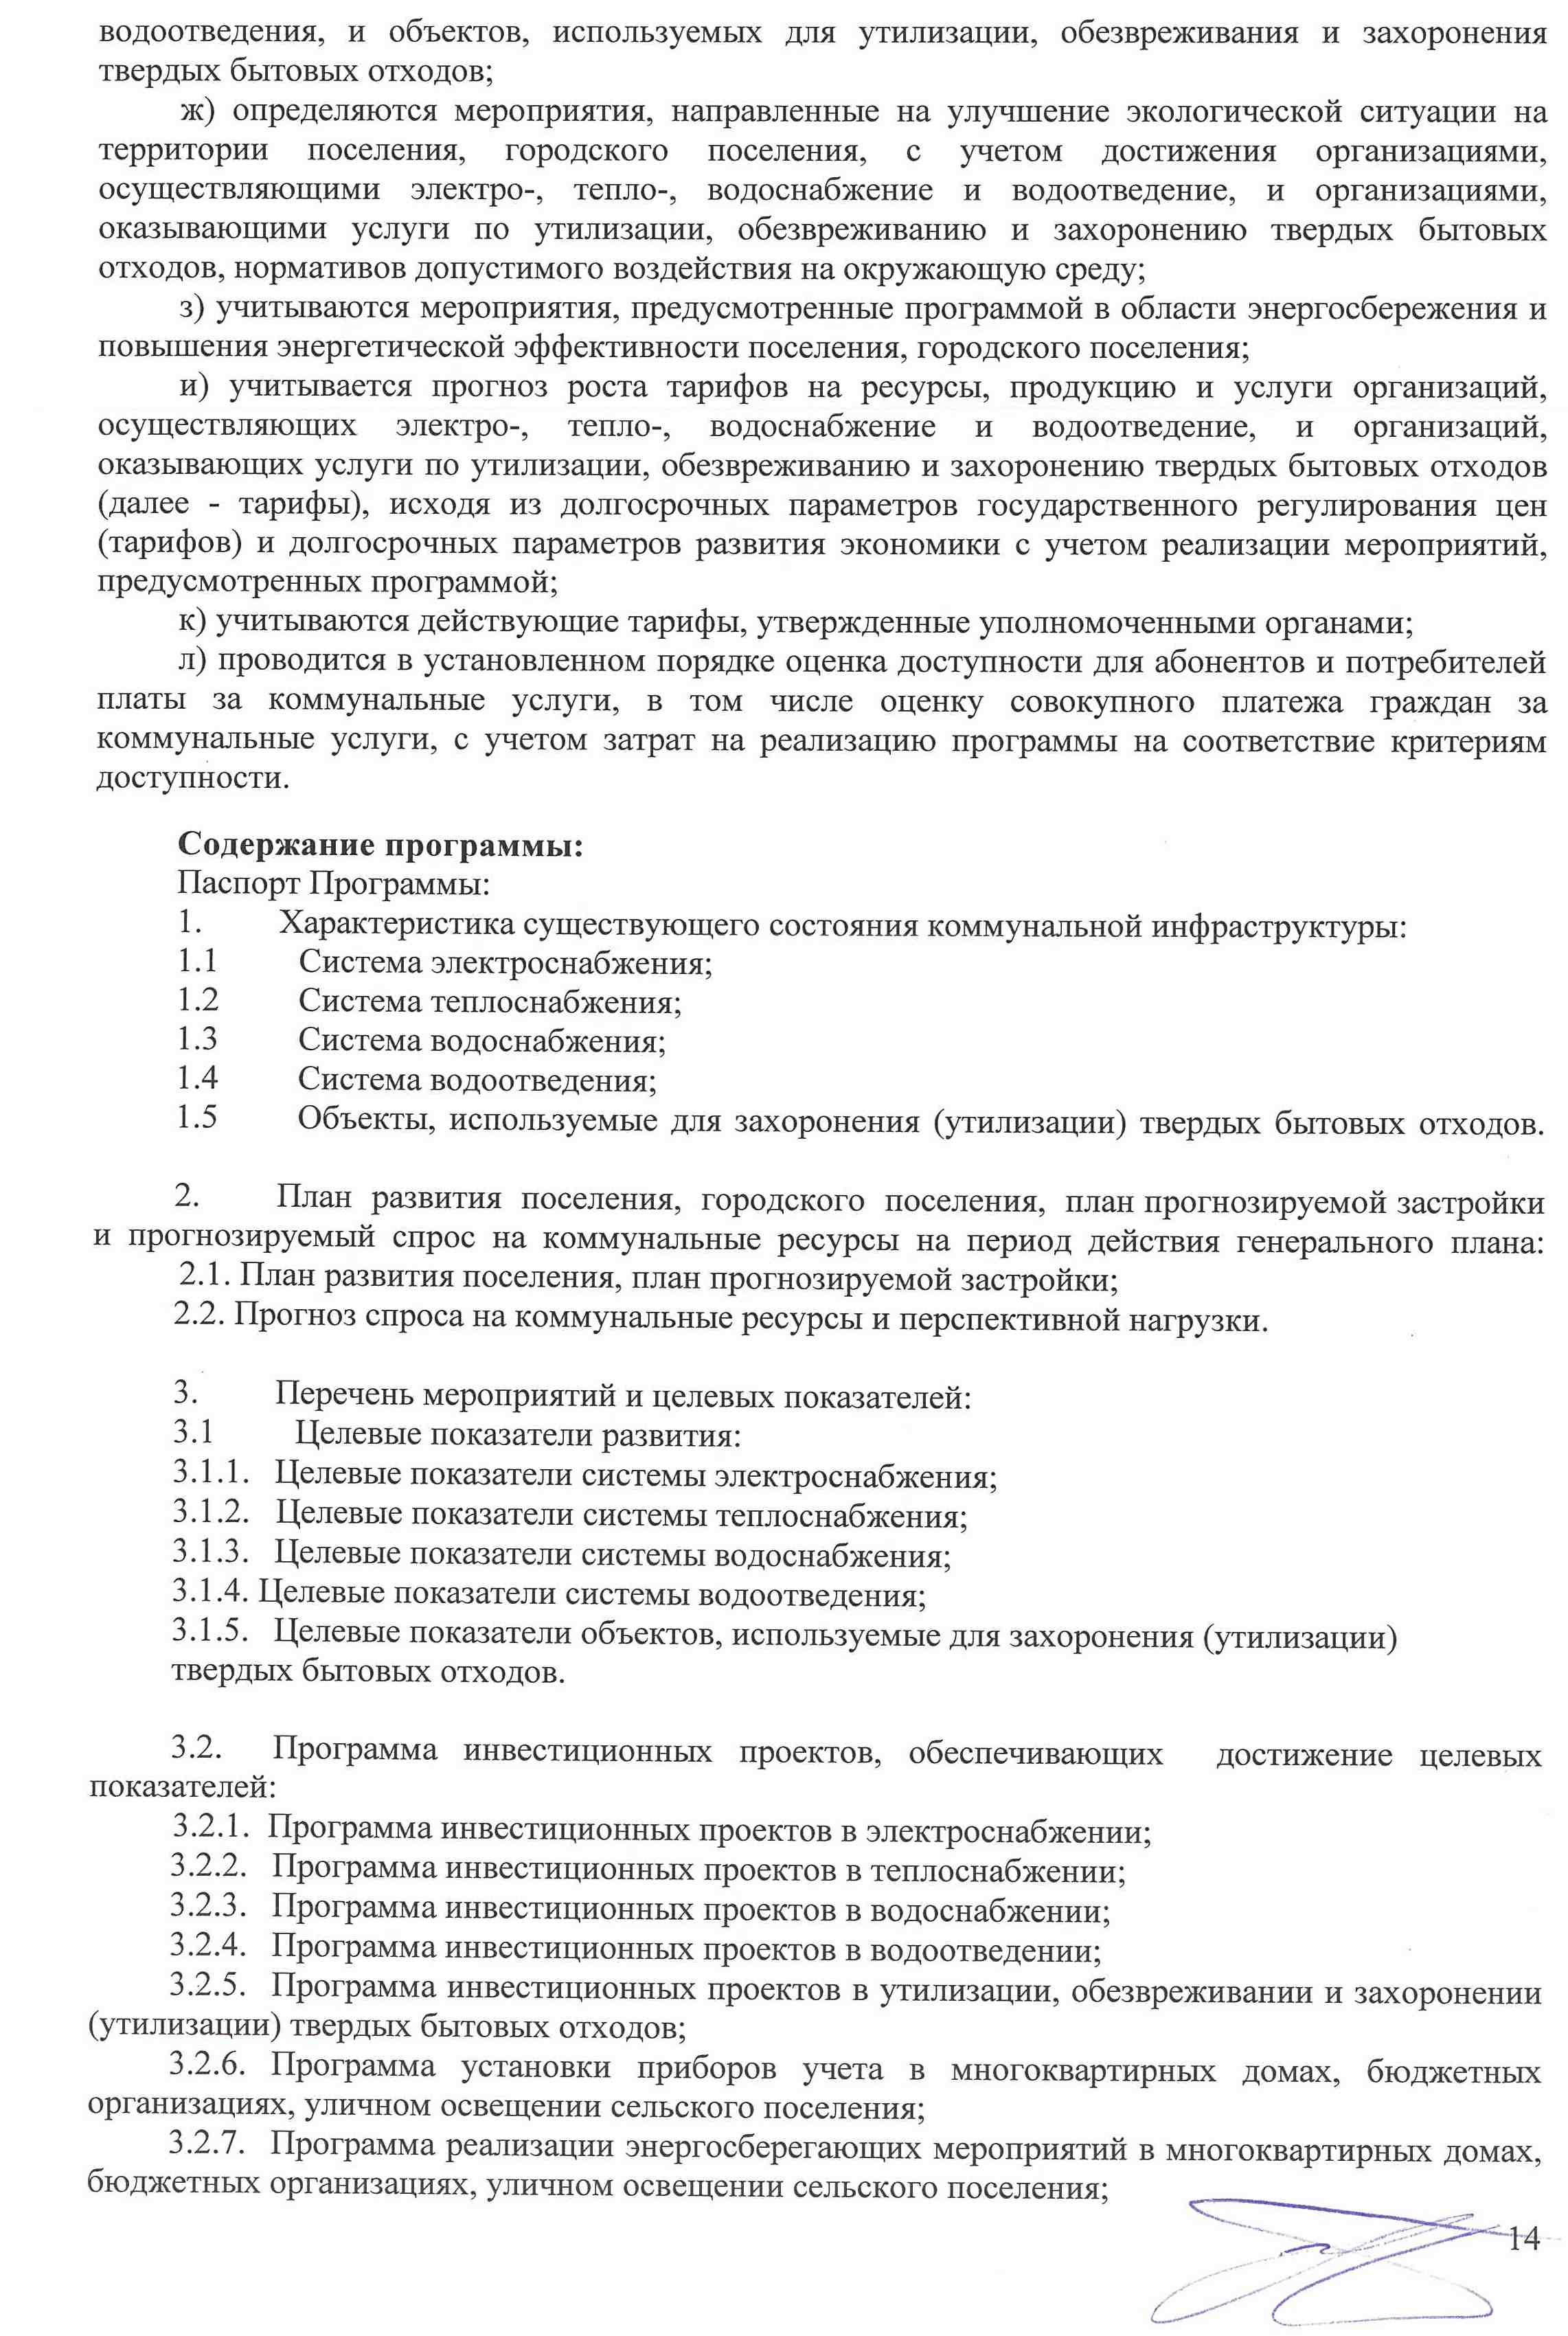 водоотведения, и объектов, используемых для утилизации, обезвреживания и захоронения
твердых бытовых отходов;
ж) определяются мероприятия, направленные на улучшение экологической ситуации на
территории поселения, городского поселения, с учетом достижения организациями,
осуществляющими электро-, тепло-, водоснабжение и водоотведение, и организациями,
оказывающими услуги по утилизации, обезвреживанию и захоронению твердых бытовых
отходов, нормативов допустимого воздействия на окружающую среду;
з) учитываются мероприятия, предусмотренные программой в области энергосбережения и
повышения энергетической эффективности поселения, городского поселения;
и) учитывается прогноз роста тарифов на ресурсы, продукцию и услуги организаций,
осуществляющих электро-, тепло-, водоснабжение и водоотведение, и организаций,
оказывающих услуги по утилизации, обезвреживанию и захоронению твердых бытовых отходов
(далее - тарифы), исходя из долгосрочных параметров государственного регулирования цен
(тарифов) и долгосрочных параметров развития экономики с учетом реализации мероприятий,
предусмотренных программой;
к) учитываются действующие тарифы, утвержденные уполномоченными органами;
л) проводится в установленном порядке оценка доступности для абонентов и потребителей
платы за коммунальные услуги, в том числе оценку совокупного платежа граждан за
коммунальные услуги, с учетом затрат на реализацию программы на соответствие критериям
доступности.
Содержание программы:
Паспорт Программы:
1. Характеристика существующего состояния коммунальной инфраструктуры:
1.1 Система электроснабжения;
1.2 Система теплоснабжения;
1.3 Система водоснабжения;
1.4 Система водоотведения;
1.5 Объекты, используемые для захоронения (утилизации) твердых бытовых отходов.
2. План развития поселения, городского поселения, план прогнозируемой застройки
и прогнозируемый спрос на коммунальные ресурсы на период действия генерального плана:
2.1. План развития поселения, план прогнозируемой застройки;
2.2. Прогноз спроса на коммунальные ресурсы и перспективной нагрузки.
3. Перечень мероприятий и целевых показателей:
3.1 Целевые показатели развития:
3.1.1. Целевые показатели системы электроснабжения;
3.1.2. Целевые показатели системы теплоснабжения;
3.1.3. Целевые показатели системы водоснабжения;
3.1.4. Целевые показатели системы водоотведения;
3.1.5. Целевые показатели объектов, используемые для захоронения (утилизации)
твердых бытовых отходов.
3.2. Программа инвестиционных проектов, обеспечивающих достижение целевых
показателей:
3.2.1. Программа инвестиционных проектов в электроснабжении;
3.2.2. Программа инвестиционных проектов в теплоснабжении;
3.2.3. Программа инвестиционных проектов в водоснабжении;
3.2.4. Программа инвестиционных проектов в водоотведении;
3.2.5. Программа инвестиционных проектов в утилизации, обезвреживании и захоронении
(утилизации) твердых бытовых отходов;
3.2.6. Программа установки приборов учета в многоквартирных домах, бюджетных
организациях, уличном освещении сельского поселения;
3.2.7. Программа реализации энергосберегающих мероприятий в многоквартирных домах,
бюджетных организациях, уличном освещении сельского поселения;
14